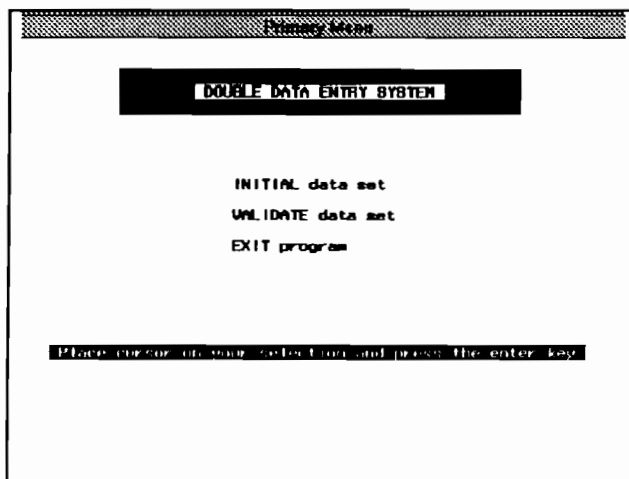 Primary Menu
DOUBLE DATA ENTRY SYSTEM
INITIAL data set
VALIDATE data set
EXIT program
Place cursor on your selection and press the enter key